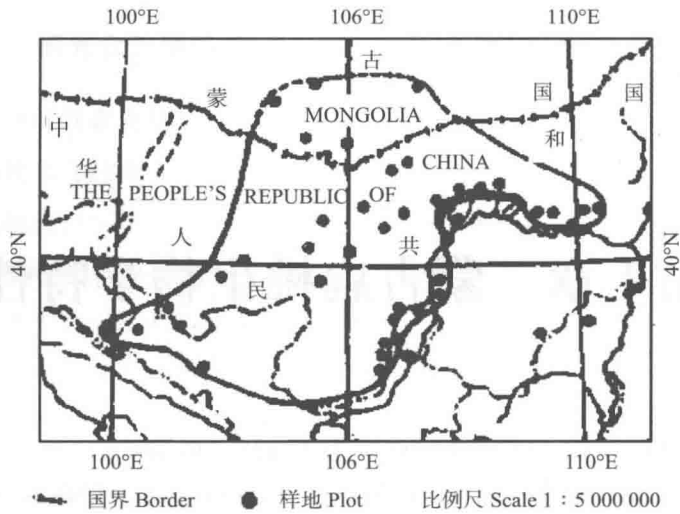 100°E 106°E 110°E
古
蒙 国 国
MONGOLIA
中 和
华 CHINA
THE PEOPLE'S REPUBLIC OF
人 共
40°N 40°N
民
100°E 106°E 110°E
国界 Border 样地 Plot 比例尺 Scale 1：5 000 000